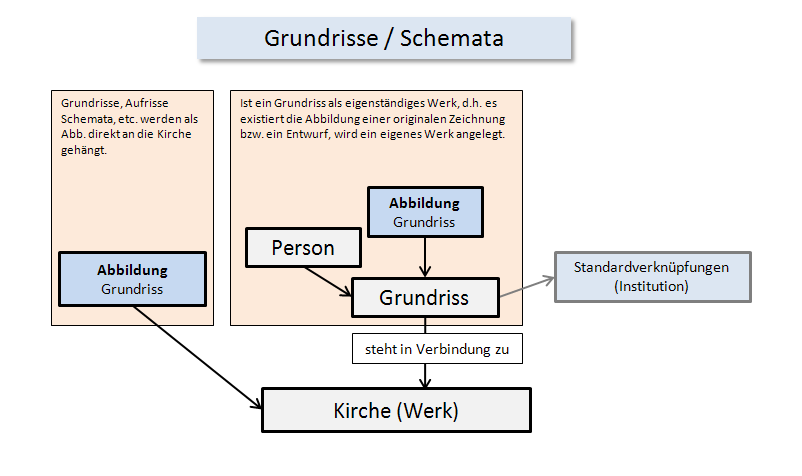 Grundrisse / Schemata
Grundrisse, Aufrisse
Schemata, etc. werden als
Abb. direkt an die Kirche
gehängt.
Abbildung
Grundriss
Ist ein Grundriss als eigenständiges Werk, d.h. es
existiert die Abbildung einer originalen Zeichnung
bzw. ein Entwurf, wird ein eigenes Werk angelegt.
Abbildung
Grundriss
Person
Grundriss
Standardverknüpfungen
(Institution)
steht in Verbindung zu
Kirche (Werk)